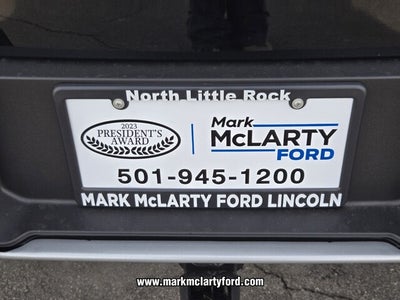 North Little Rock
2023
PRESIDENT'S
AWARD
Mark
McLARTY
FORD
501-945-1200
MARK McLARTY FORD LINCOLN
www.markmclartyford.com